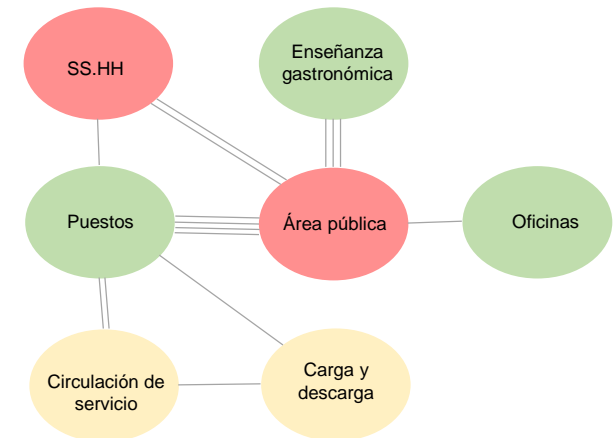 SS.HH
Enseñanza
gastronómica
Puestos
Área pública
Oficinas
Circulación de
servicio
Carga y
descarga